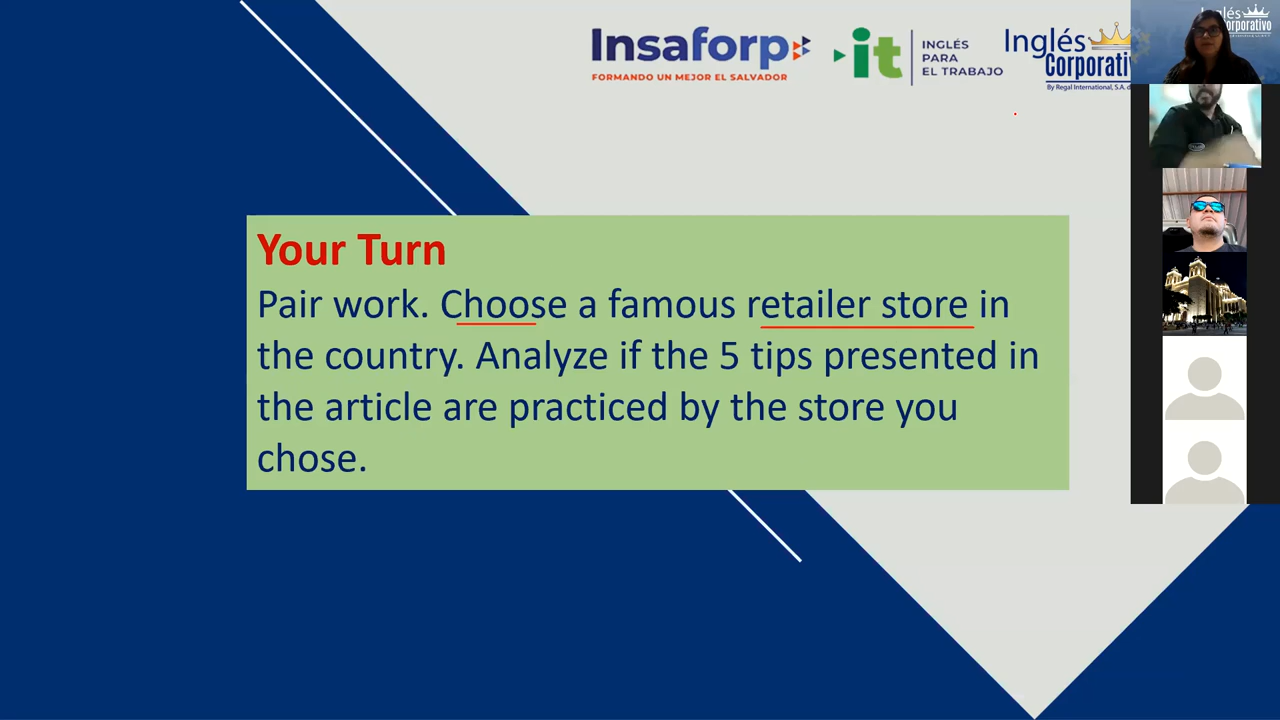 Insaforp
FORMANDO UN MEJOR EL SALVADOR
it
INGLÉS
PARA
EL TRABAJO
Inglés
Corporativ
By Regal International, S.A. d
Your Turn
Pair work. Choose a famous retailer store in
the country. Analyze if the 5 tips presented in
the article are practiced by the store you
chose.